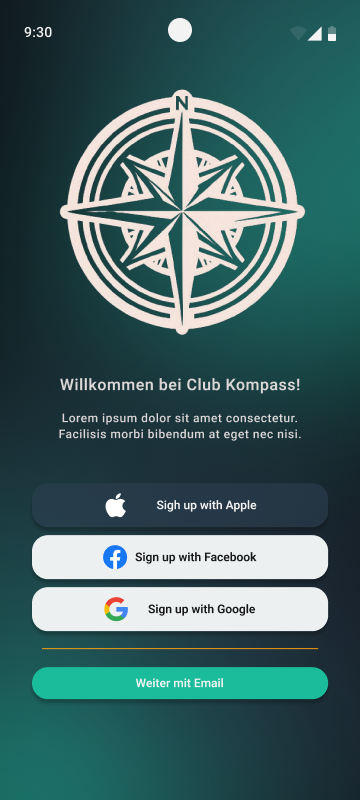 9:30
N
Willkommen bei Club Kompass!
Lorem ipsum dolor sit amet consectetur.
Facilisis morbi bibendum at eget nec nisi.
Sigh up with Apple
Sign up with Facebook
Sign up with Google
Weiter mit Email